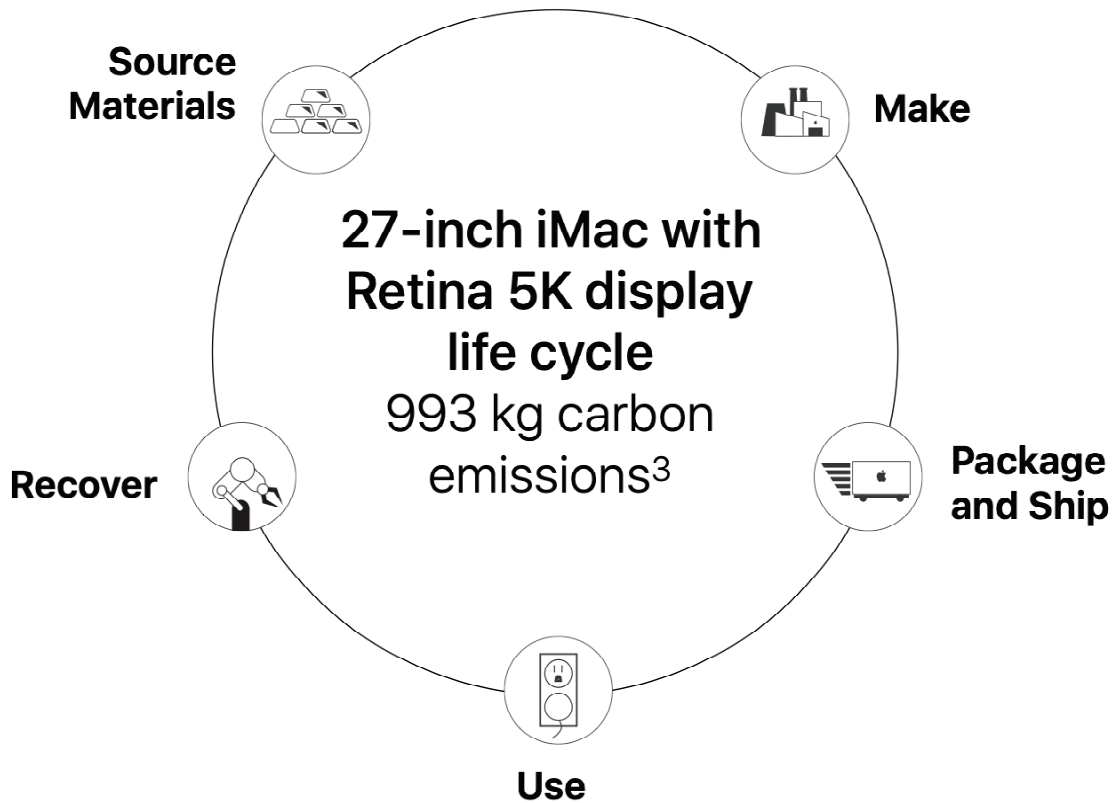 Source
Materials
Make
27-inch iMac with
Retina 5K display
life cycle
993 kg carbon
emissions³
Recover
Package
and Ship
Use